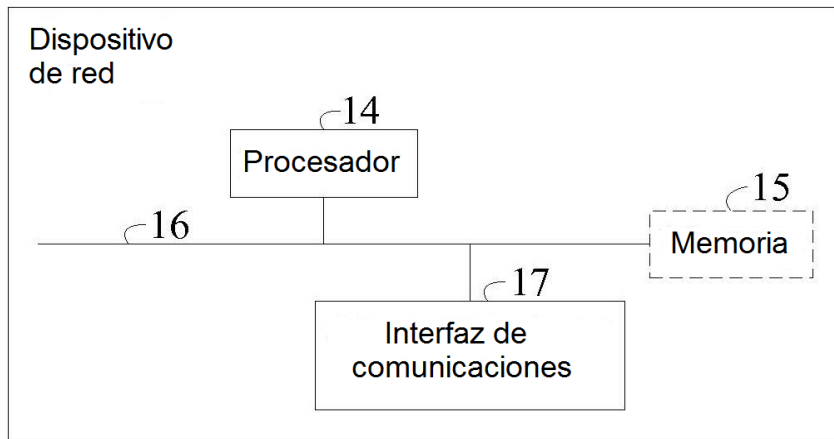 Dispositivo
de red
14
Procesador
15
16
Memoria
17
Interfaz de
comunicaciones